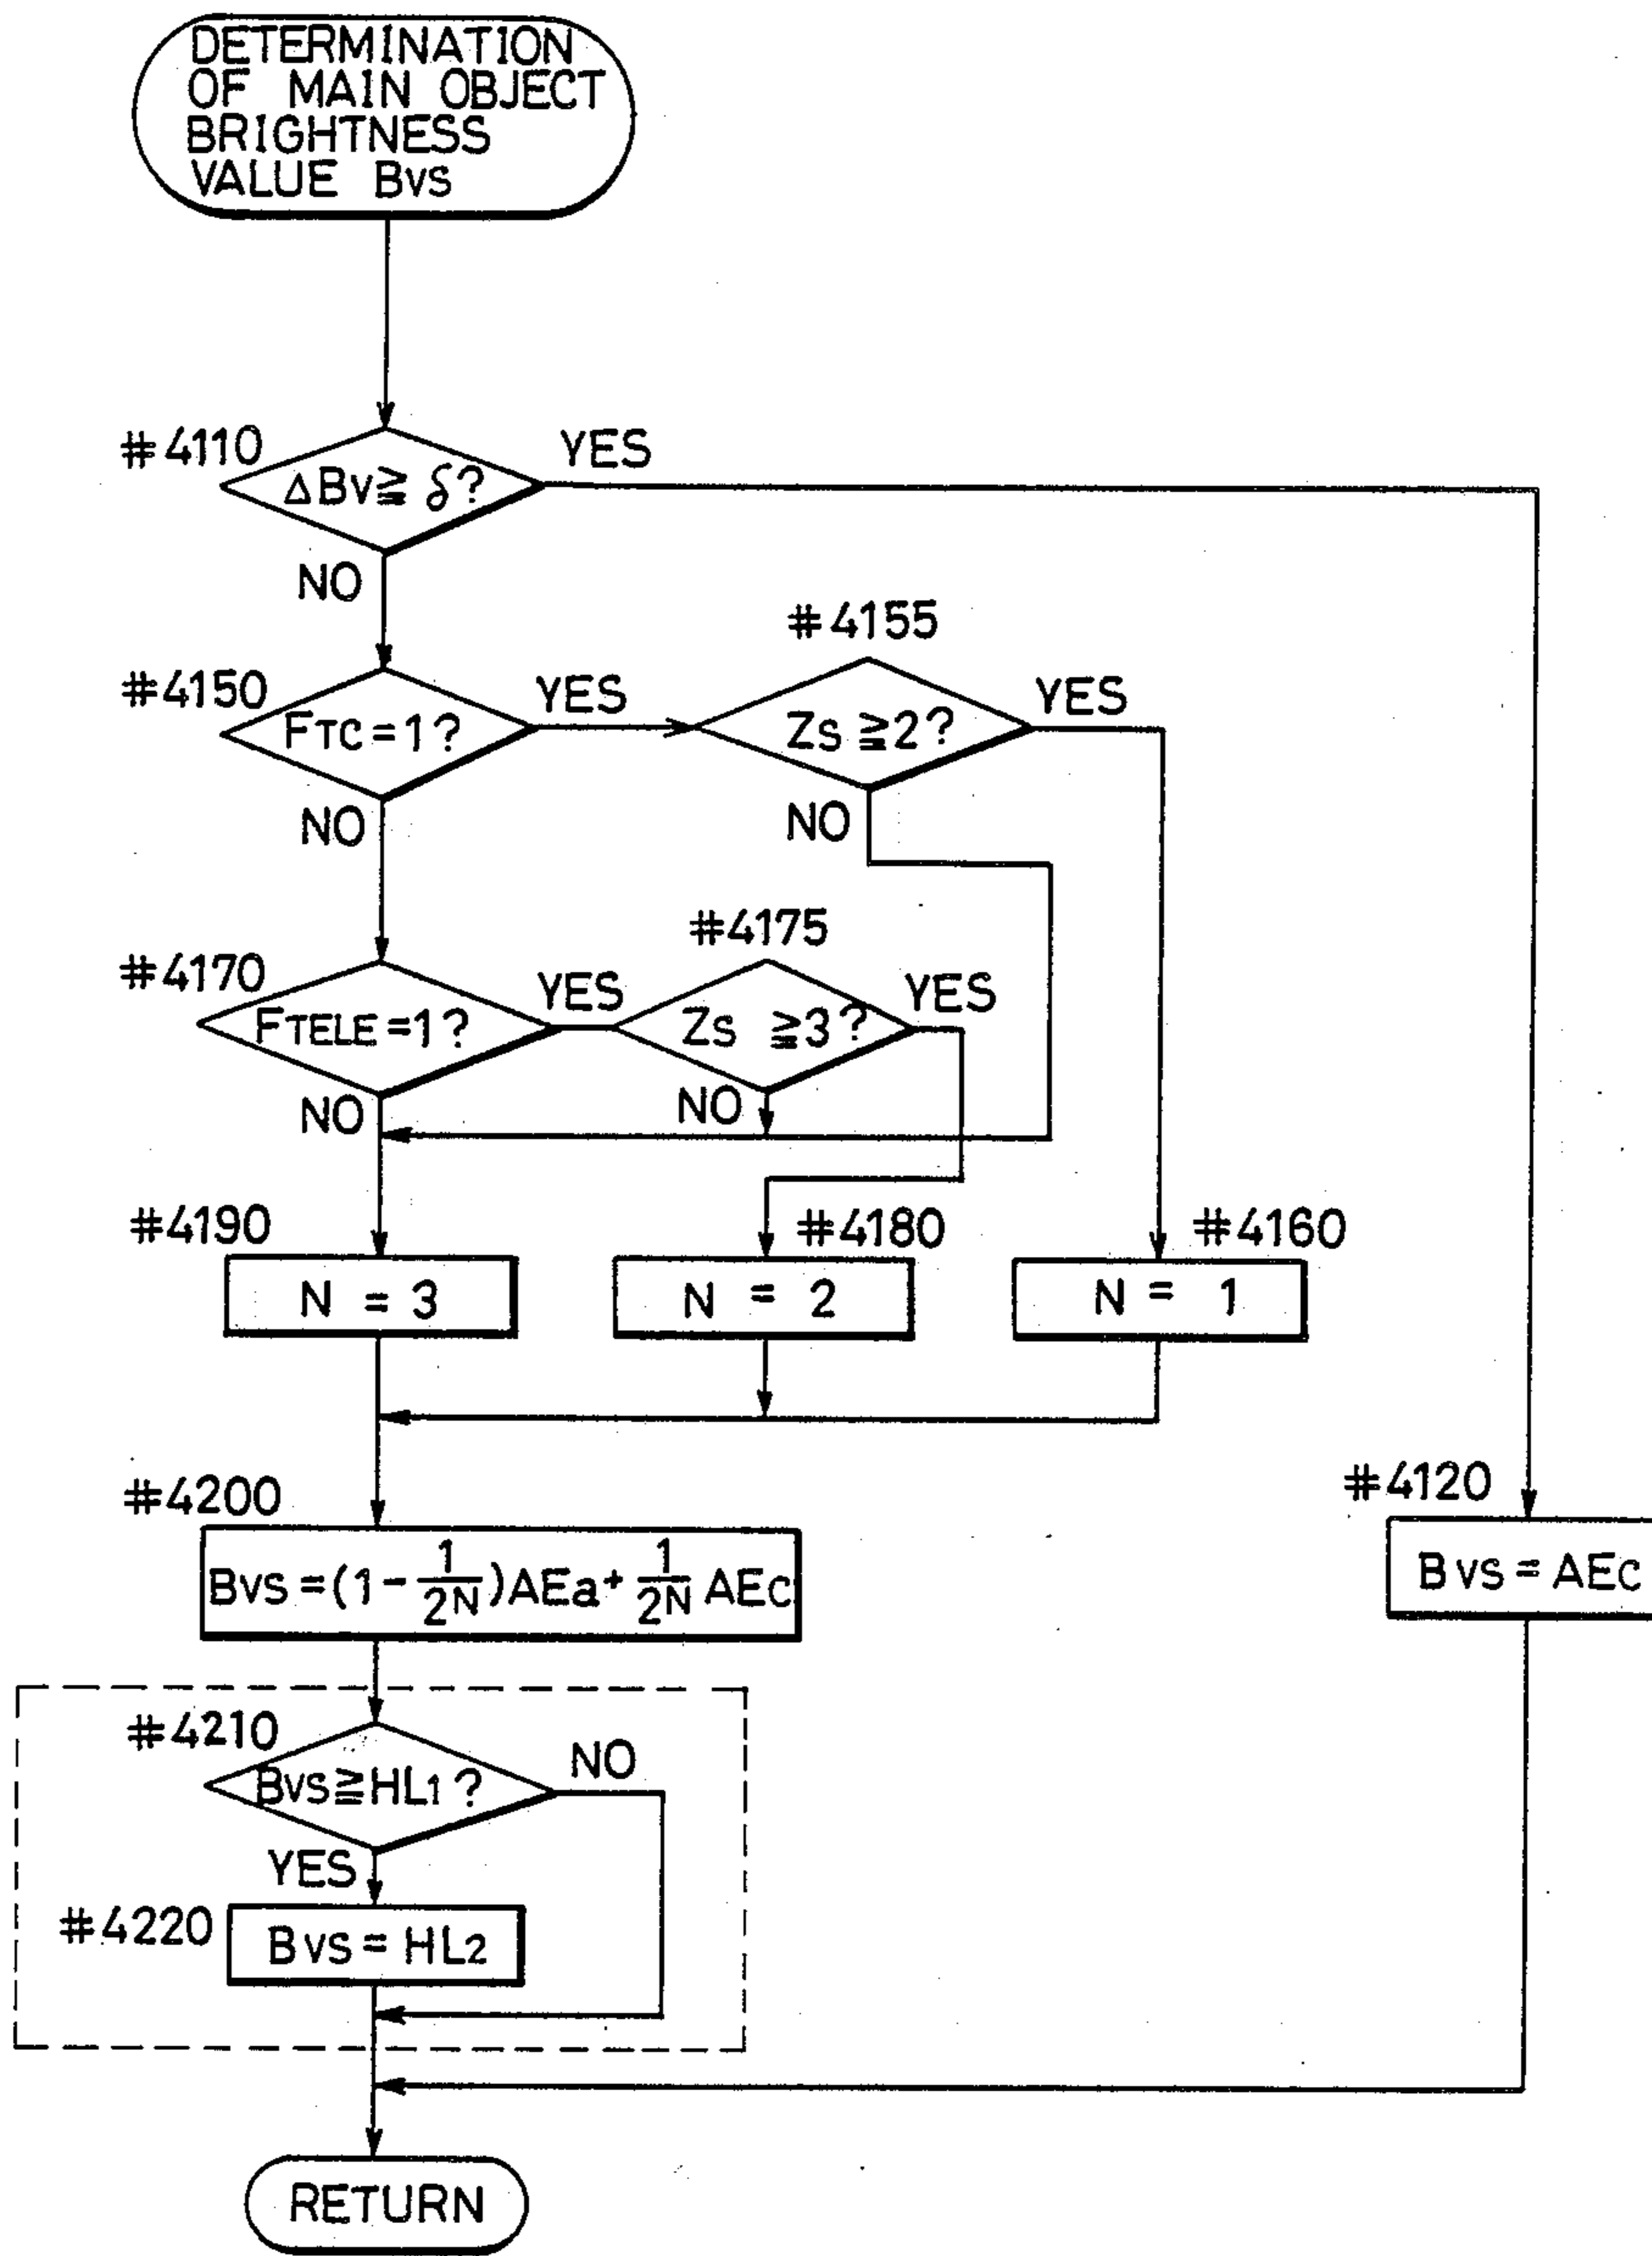 DETERMINATION
OF MAIN OBJECT
BRIGHTNESS
VALUE Bvs
#4110
YES
ΔBv≧ δ?
NO
#4155
#4150
YES
YES
FTC=1?
Zs ≧2?
NO
NO
#4175
#4170
YES
YES
FTELE=1?
Zs ≧3?
NO
NO
#4190
#4180
#4160
N = 3
N = 2
N = 1
#4200
#4120
Bvs=(1-1/2N)AEa+1/2N AEc
Bvs=AEc
#4210
NO
Bvs≧HL1?
YES
#4220
Bvs=HL2
RETURN